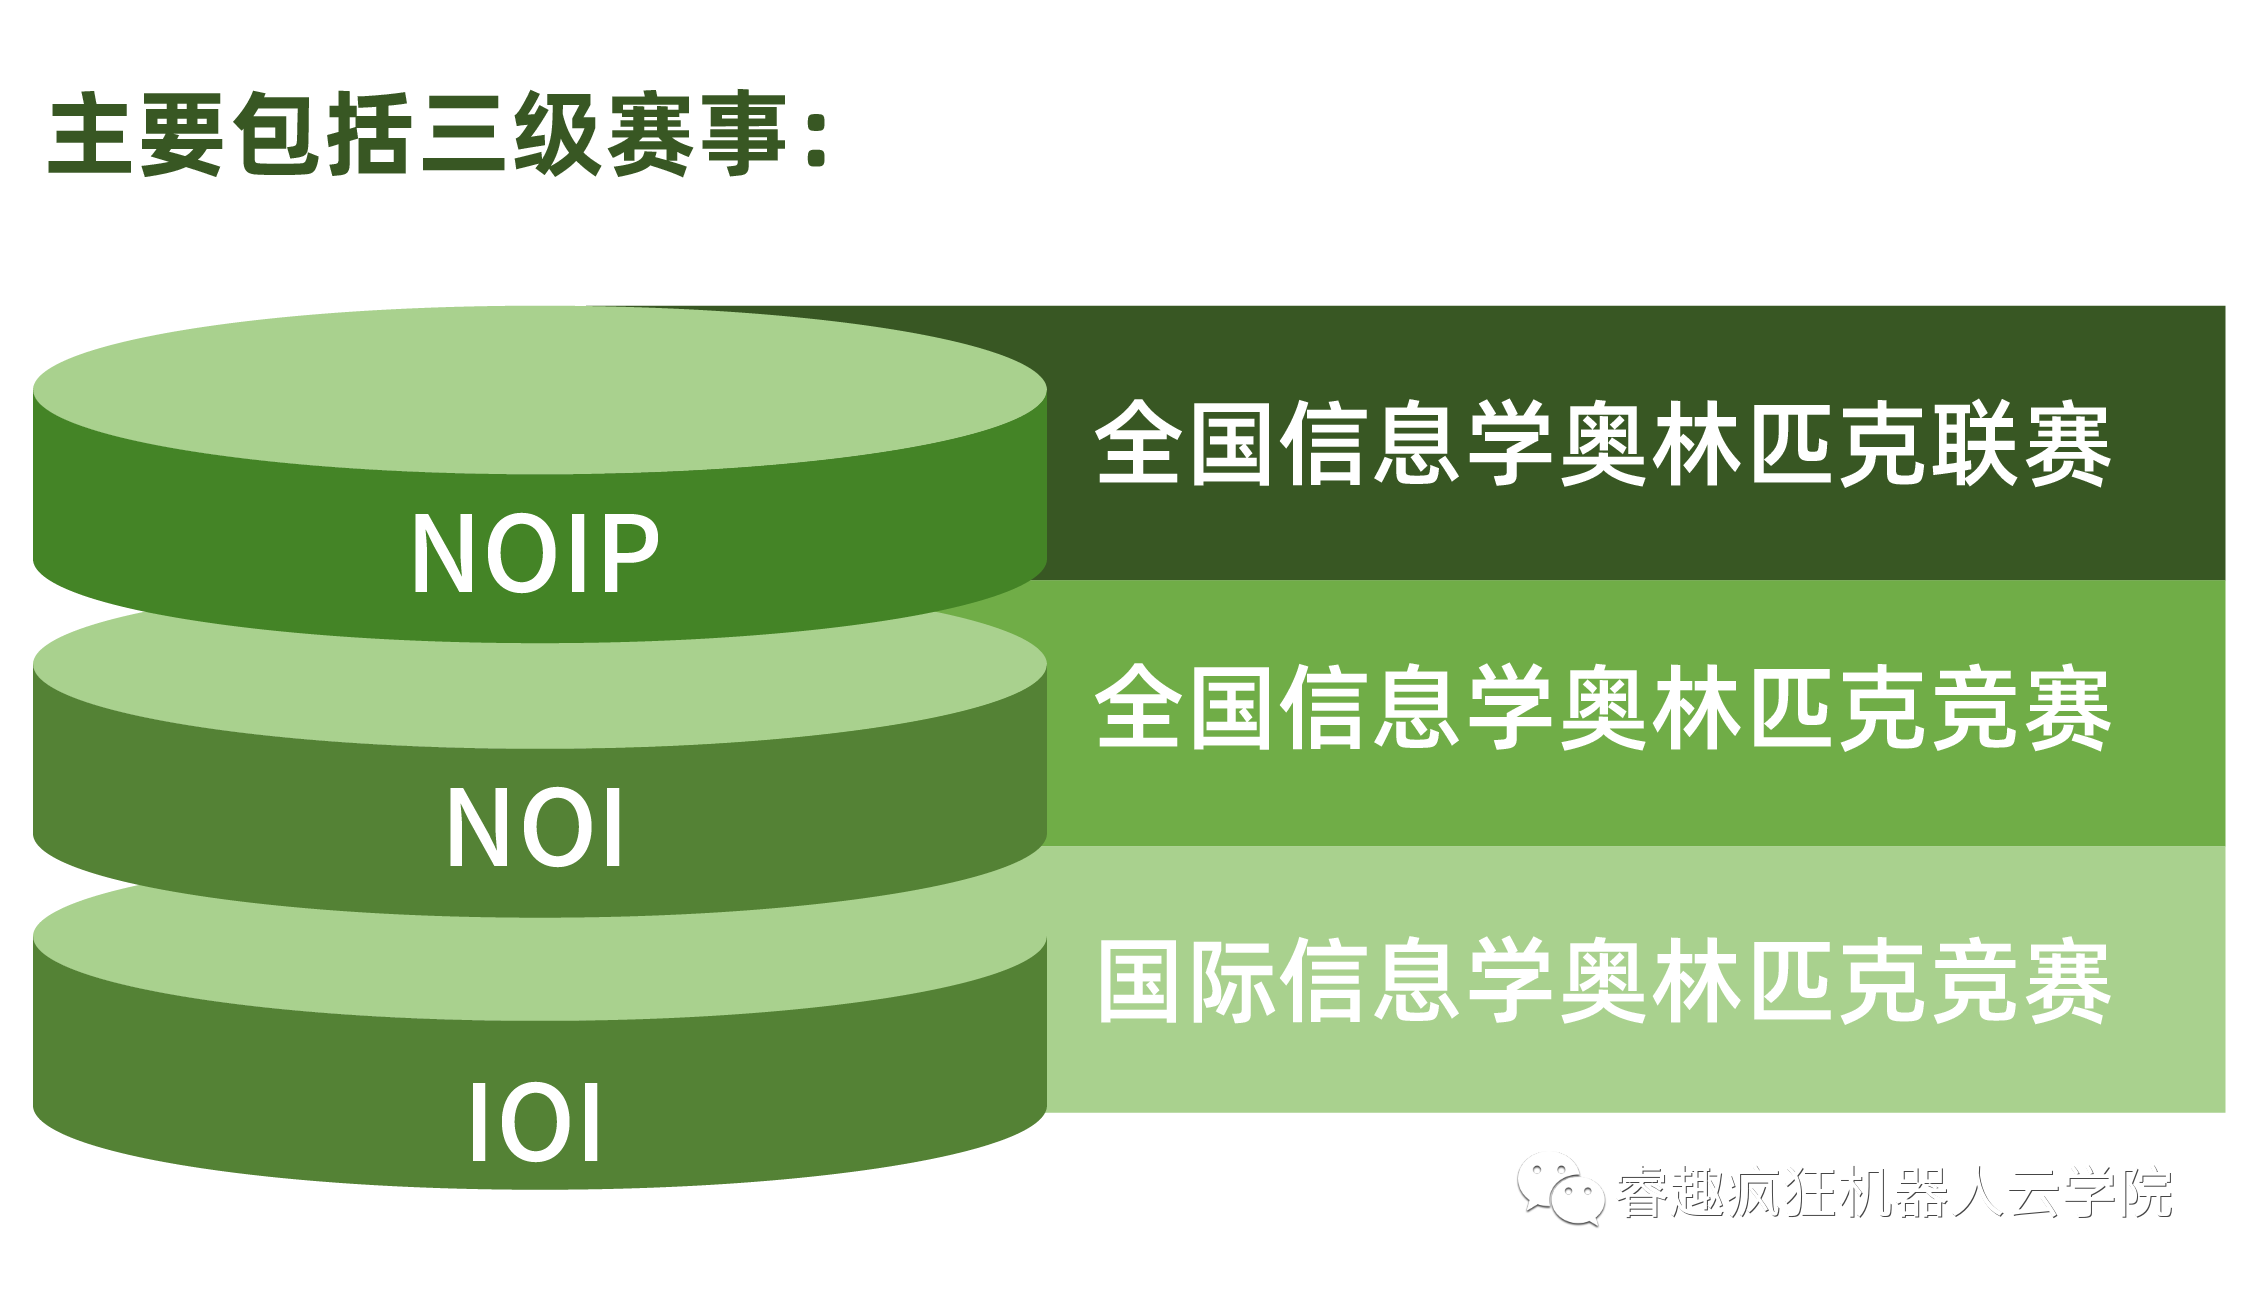 主要包括三级赛事：
NOIP
全国信息学奥林匹克联赛
NOI
全国信息学奥林匹克竞赛
IOI
国际信息学奥林匹克竞赛
睿趣疯狂机器人云学院